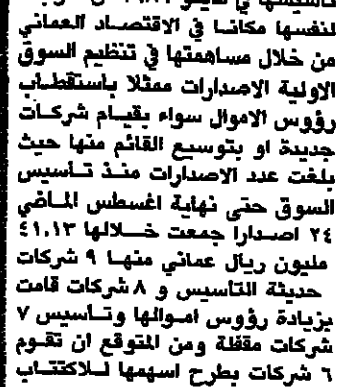 لنفسها مكانا في الاقتصاد العماني
من خلال مساهمتها في تنظيم السوق
الاولية الاصدارات ممثلا باستقطاب
رؤوس الاموال سواء بقيام شركات
جديدة او بتوسيع القائم منها حيث
بلغت عدد الاصدارات منذ تأسيس
السوق حتى نهاية اغسطس الماضي
٢٤ اصدارا جمعت خلالها ٤١,١٣
مليون ريال عماني منها ٩ شركات
حديثة التأسيس و ٨ شركات قامت
بزيادة رؤوس اموالها وتأسيس ٧
شركات مقفلة ومن المتوقع ان تقوم
٦ شركات بطرح اسهمها للاكتتاب